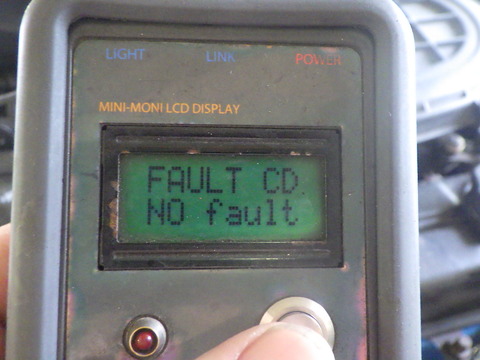 LiGHT LINK POWER
MINI-MONI LCD DISPLAY
FAULT CD.
NO fault